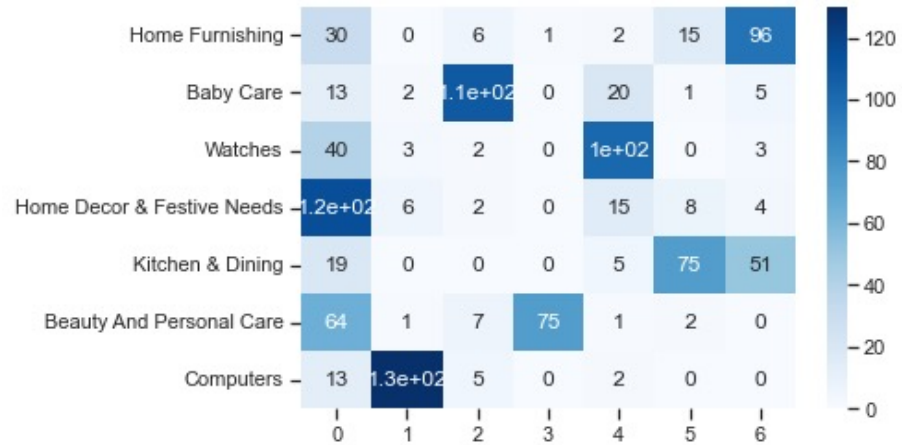 Home Furnishing 30 0 6 1 2 15 96
Baby Care 13 2 1.1e+02 0 20 1 5
Watches 40 3 2 0 1e+02 0 3
Home Decor & Festive Needs 1.2e+02 6 2 0 15 8 4
Kitchen & Dining 19 0 0 0 5 75 51
Beauty And Personal Care 64 1 7 75 1 2 0
Computers 13 1.3e+02 5 0 2 0 0
0 1 2 3 4 5 6
120
100
80
60
40
20
0